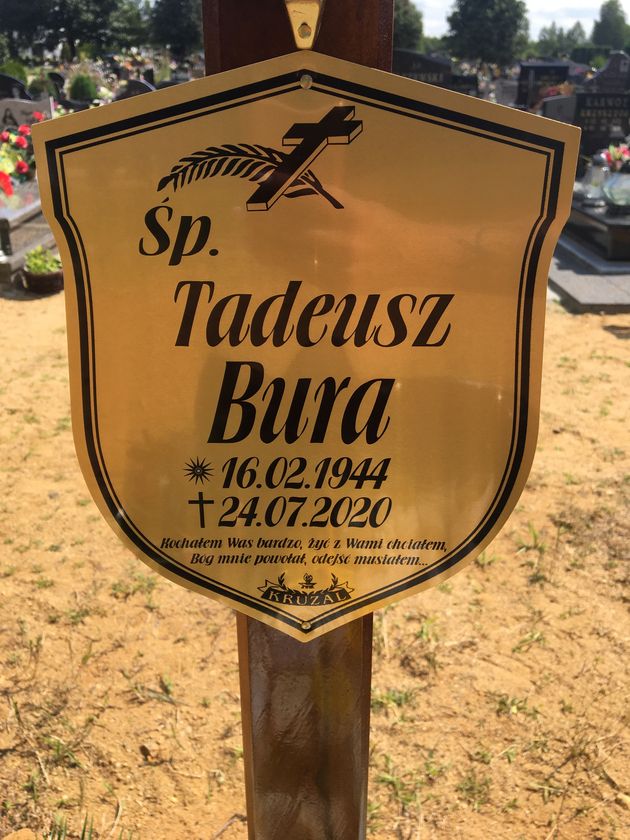 Śp.
Tadeusz
Bura
16.02.1944
24.07.2020
Kochałem Was bardzo, żyć z Wami chciałem,
Bóg mnie powołał, odejść musiałem...
KRUŻAL